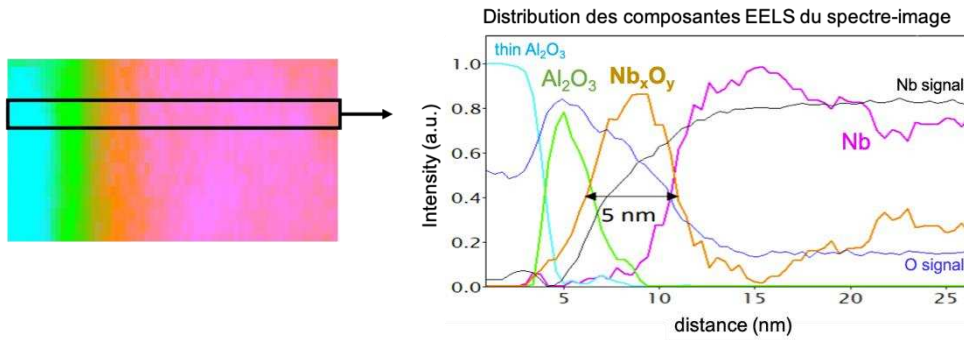 Distribution des composantes EELS du spectre-image
thin Al₂O₃
Al₂O₃
NbₓOᵧ
Nb signal
Nb
5 nm
O signal
Intensity (a.u.)
1.0
0.8
0.6
0.4
0.2
0.0
5
10
15
20
25
distance (nm)